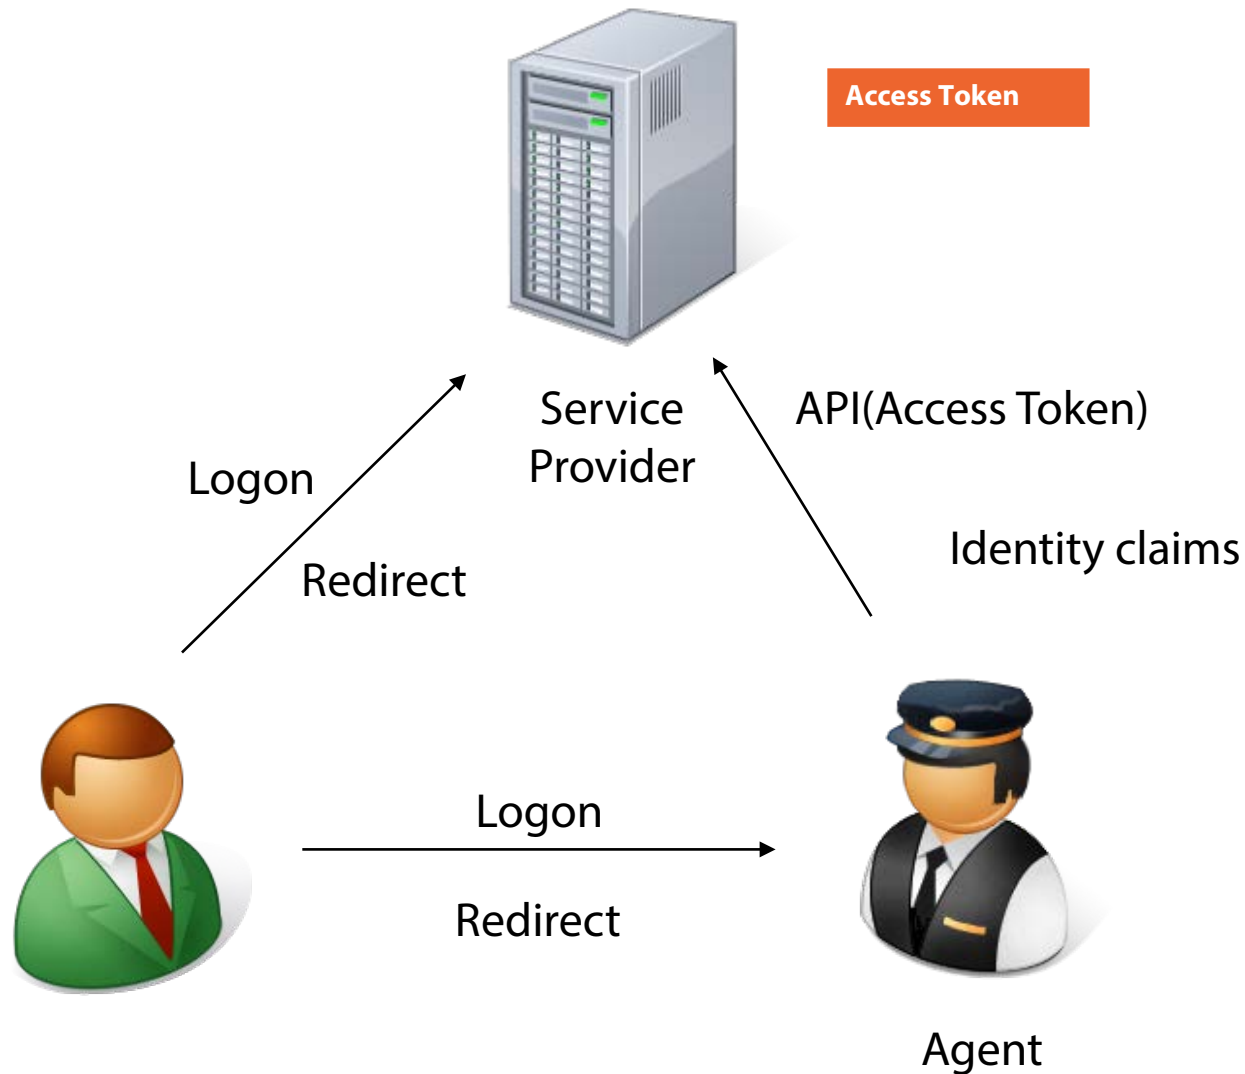 Access Token
Service
Provider
API(Access Token)
Logon
Identity claims
Redirect
Logon
Redirect
Agent